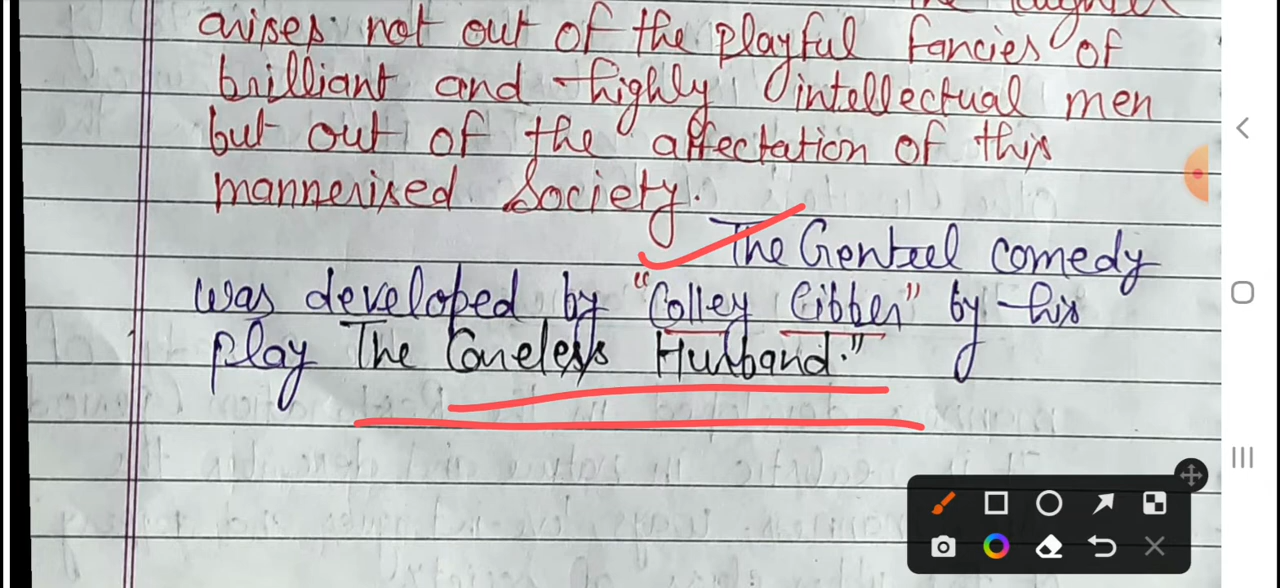 arises not out of the playful fancies of
brilliant and highly intellectual men
but out of the affectation of this
mannerised Society.
The Genteel comedy
was developed by "Colley Cibber" by his
play The Careless Husband."